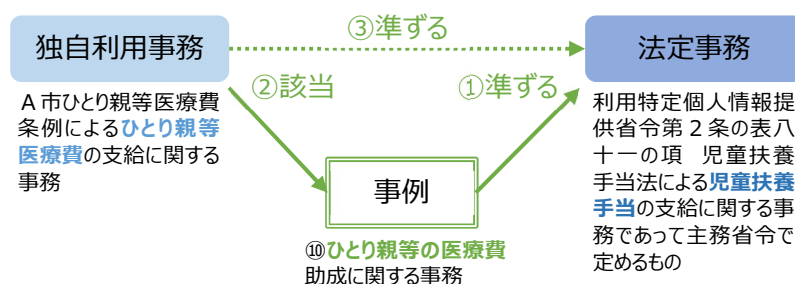 独自利用事務
③準ずる
法定事務
②該当
①準ずる
A市ひとり親等医療費
条例によるひとり親等
医療費の支給に関する
事務
利用特定個人情報提
供省令第2条の表八
十一の項 児童扶養
手当法による児童扶養
手当の支給に関する事
務であって主務省令で
定めるもの
事例
⑩ひとり親等の医療費
助成に関する事務